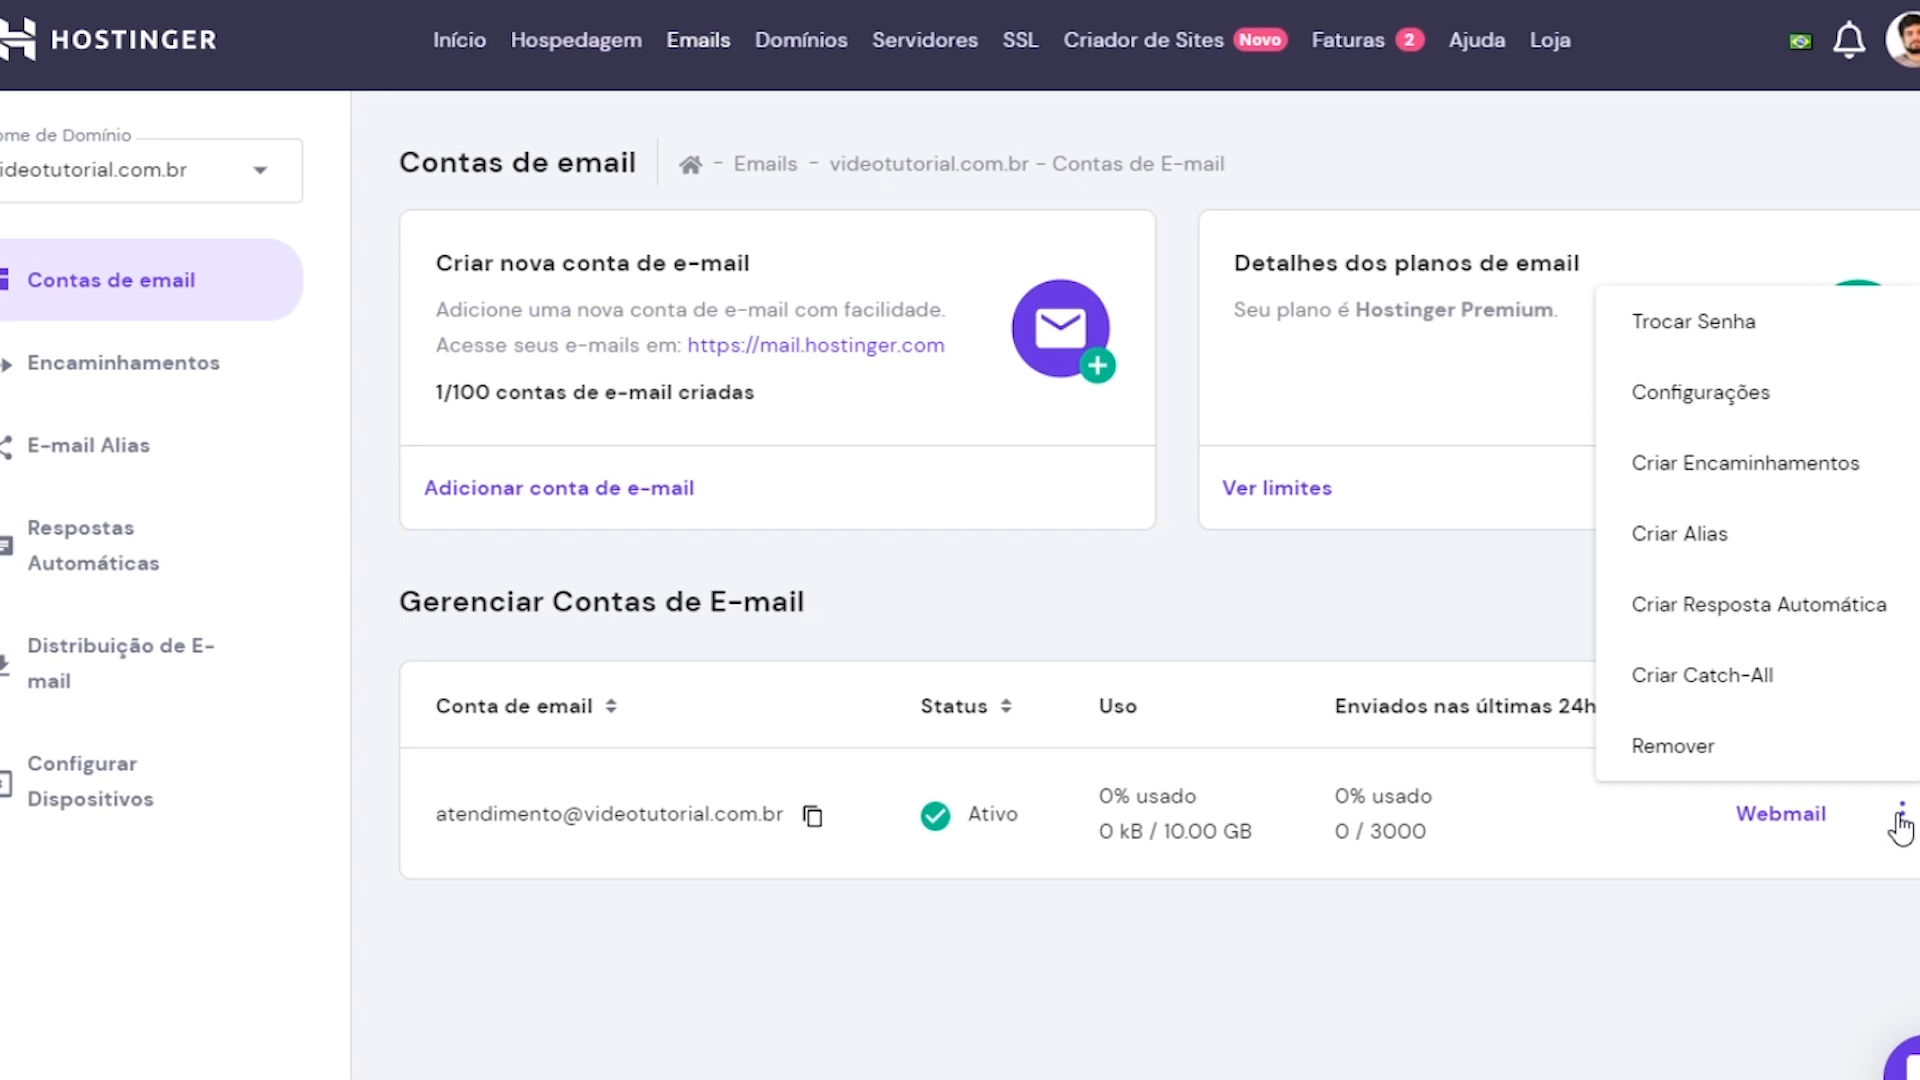 HOSTINGER
Início Hospedagem Emails Domínios Servidores SSL Criador de Sites Novo Faturas 2 Ajuda Loja
ome de Domínio
ideotutorial.com.br
Contas de email
Encaminhamentos
E-mail Alias
Respostas
Automáticas
Distribuição de E-
mail
Configurar
Dispositivos
Contas de email
- Emails - videotutorial.com.br - Contas de E-mail
Criar nova conta de e-mail
Adicione uma nova conta de e-mail com facilidade.
Acesse seus e-mails em: https://mail.hostinger.com
1/100 contas de e-mail criadas
Adicionar conta de e-mail
Detalhes dos planos de email
Seu plano é Hostinger Premium.
Ver limites
Trocar Senha
Configurações
Criar Encaminhamentos
Criar Alias
Criar Resposta Automática
Criar Catch-All
Remover
Gerenciar Contas de E-mail
Conta de email Status Uso Enviados nas últimas 24h
atendimento@videotutorial.com.br Ativo
0% usado
0 kB / 10.00 GB
0% usado
0 / 3000
Webmail